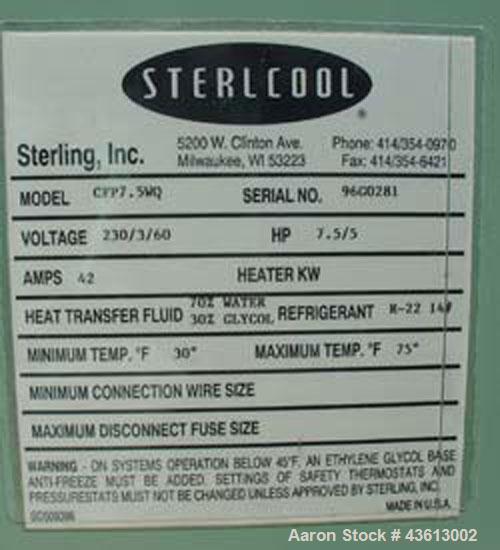 STERLCOOL
®
Sterling, Inc. 5200 W. Clinton Ave. Phone: 414/354-0970
Milwaukee, WI 53223 Fax: 414/354-6421
MODEL CFP7.5WQ SERIAL NO. 96G0281
VOLTAGE 230/3/60 HP 7.5/5
AMPS 42 HEATER KW
HEAT TRANSFER FLUID 70% WATER 30% GLYCOL REFRIGERANT R-22 14#
MINIMUM TEMP. °F 30° MAXIMUM TEMP. °F 75°
MINIMUM CONNECTION WIRE SIZE
MAXIMUM DISCONNECT FUSE SIZE
WARNING - ON SYSTEMS OPERATION BELOW 45°F. AN ETHYLENE GLYCOL BASE
ANTI-FREEZE MUST BE ADDED. SETTINGS OF SAFETY THERMOSTATS AND
PRESSURESTATS MUST NOT BE CHANGED UNLESS APPROVED BY STERLING, INC.
MADE IN U.S.A.
Aaron Stock #43613002